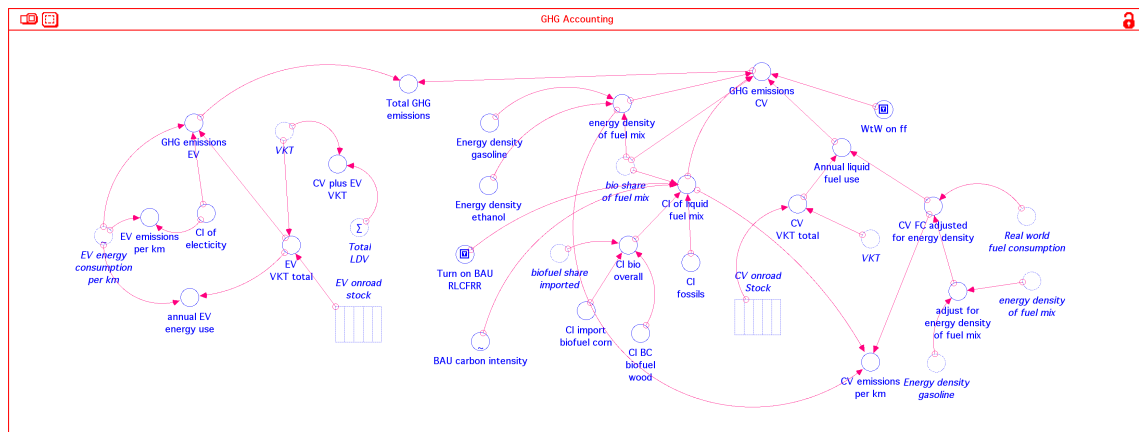 GHG Accounting
Total GHG
emissions
GHG emissions
CV
WtW on ff
GHG emissions
EV
VKT
CV plus EV
VKT
Energy density
gasoline
energy density
of fuel mix
Energy density
ethanol
bio share
of fuel mix
CI of liquid
fuel mix
Annual liquid
fuel use
CV
VKT total
CV FC adjusted
for energy density
Real world
fuel consumption
EV energy
consumption
per km
EV emissions
per km
CI of
electicity
Σ
Total
LDV
EV
VKT total
EV onroad
stock
annual EV
energy use
Turn on BAU
RLCFRR
biofuel share
imported
CI bio
overall
CI
fossils
CV onroad
Stock
VKT
adjust for
energy density
of fuel mix
energy density
of fuel mix
BAU carbon intensity
CI import
biofuel corn
CI BC
biofuel
wood
CV emissions
per km
Energy density
gasoline